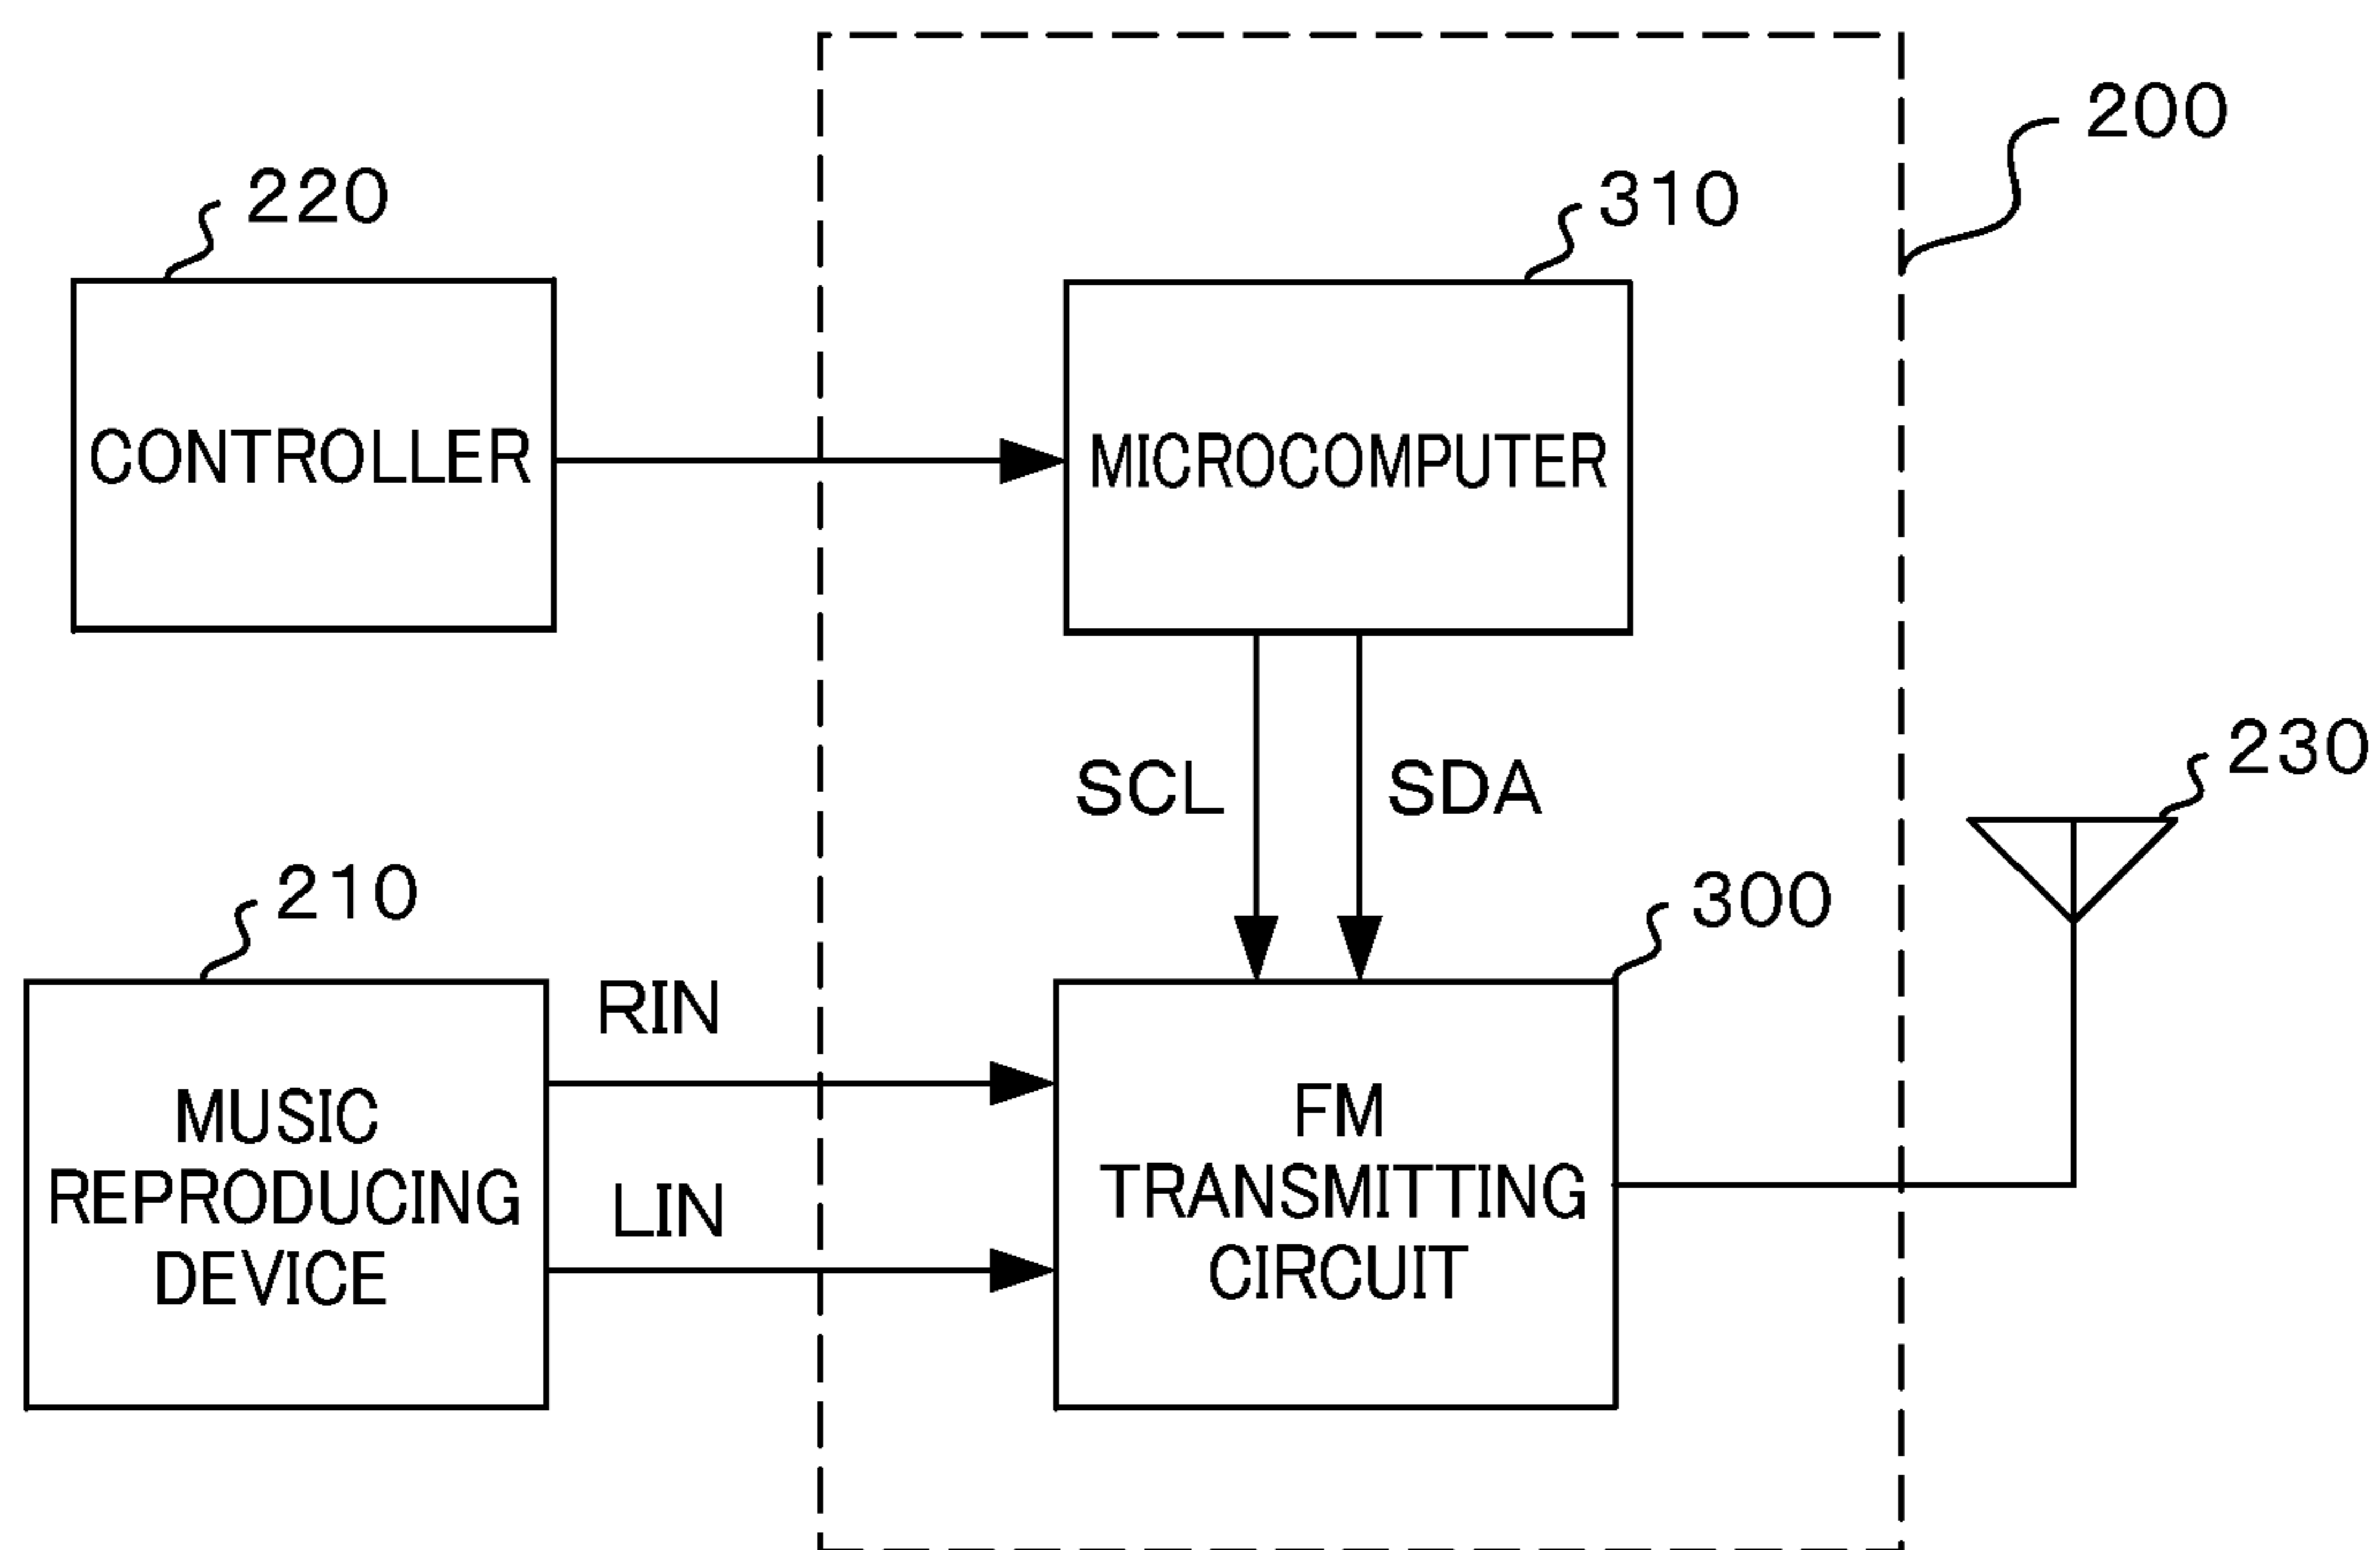 200
220
310
CONTROLLER
MICROCOMPUTER
230
SCL
SDA
210
300
RIN
MUSIC
REPRODUCING
DEVICE
LIN
FM
TRANSMITTING
CIRCUIT